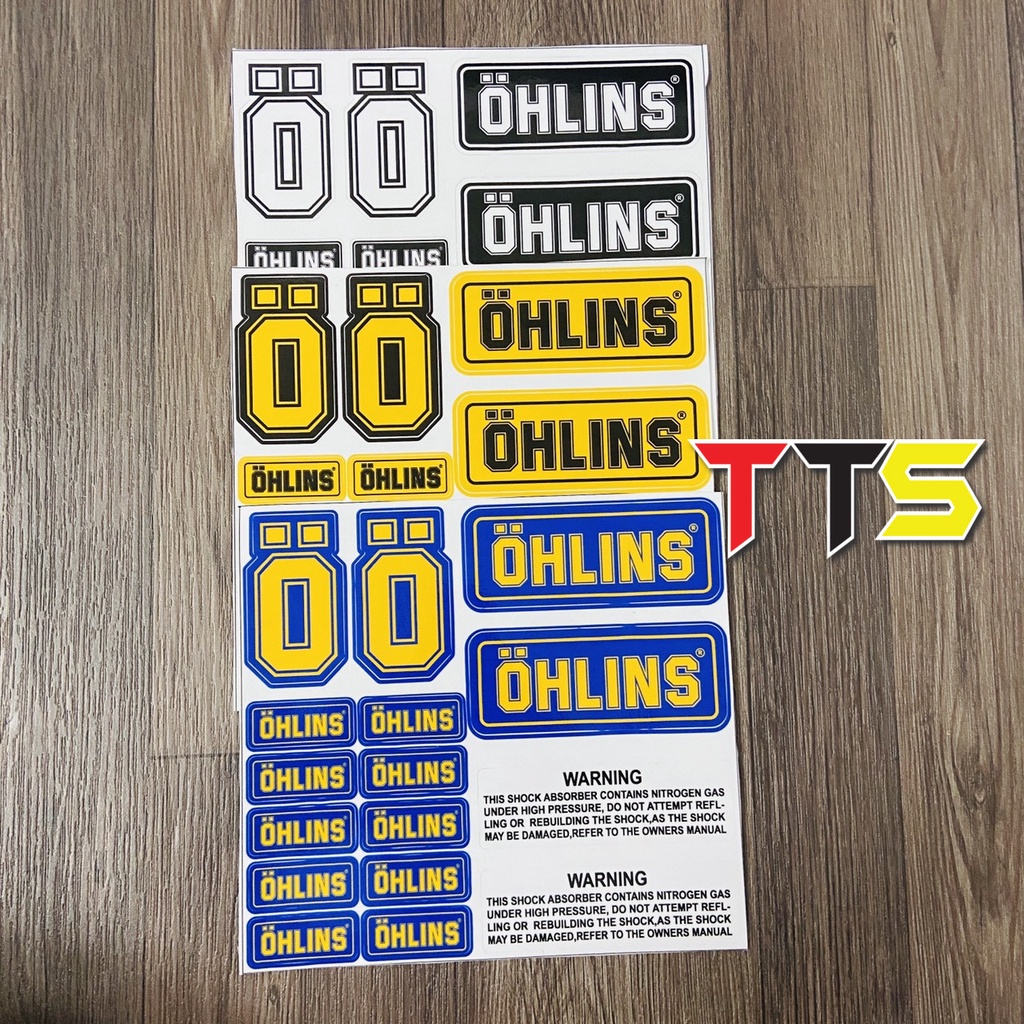 Ö Ö ÖHLINS®
ÖHLINS®
ÖHLINS ÖHLINS
Ö Ö ÖHLINS®
ÖHLINS®
ÖHLINS ÖHLINS
TTS
Ö Ö ÖHLINS®
ÖHLINS®
ÖHLINS ÖHLINS
ÖHLINS ÖHLINS
ÖHLINS ÖHLINS
ÖHLINS ÖHLINS
ÖHLINS ÖHLINS
WARNING
THIS SHOCK ABSORBER CONTAINS NITROGEN GAS
UNDER HIGH PRESSURE, DO NOT ATTEMPT REFL-
LING OR REBUILDING THE SHOCK,AS THE SHOCK
MAY BE DAMAGED,REFER TO THE OWNERS MANUAL
WARNING
THIS SHOCK ABSORBER CONTAINS NITROGEN GAS
UNDER HIGH PRESSURE, DO NOT ATTEMPT REFL-
LING OR REBUILDING THE SHOCK,AS THE SHOCK
MAY BE DAMAGED,REFER TO THE OWNERS MANUAL